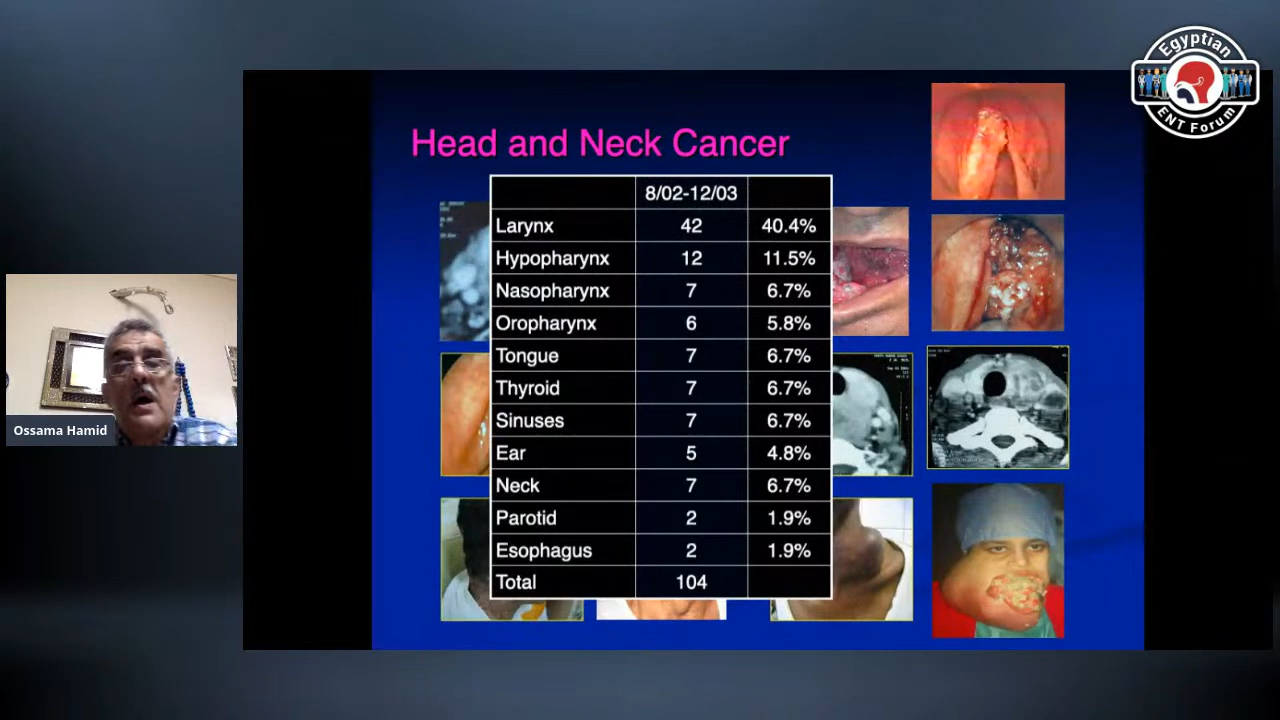 Egyptian
ENT Forum
Head and Neck Cancer
8/02-12/03
Larynx 42 40.4%
Hypopharynx 12 11.5%
Nasopharynx 7 6.7%
Oropharynx 6 5.8%
Tongue 7 6.7%
Thyroid 7 6.7%
Sinuses 7 6.7%
Ear 5 4.8%
Neck 7 6.7%
Parotid 2 1.9%
Esophagus 2 1.9%
Total 104
Ossama Hamid